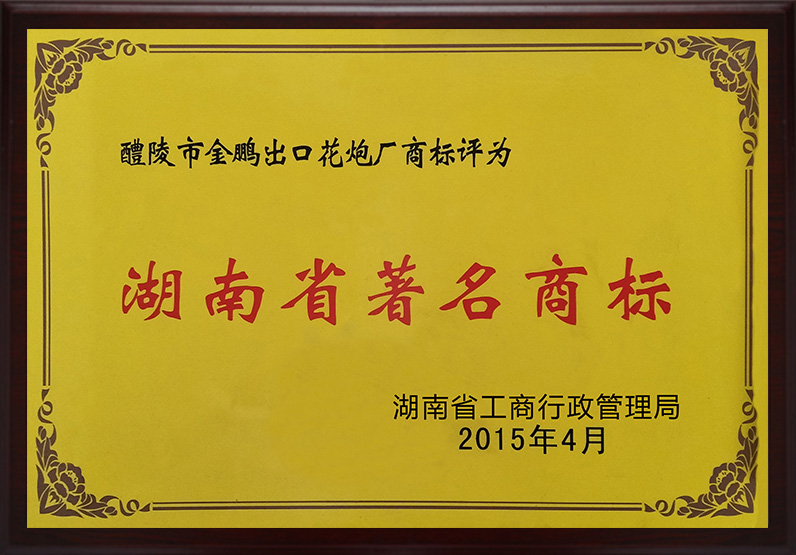 醴陵市金鹏出口花炮厂商标评为
湖南省著名商标
湖南省工商行政管理局
2015年4月